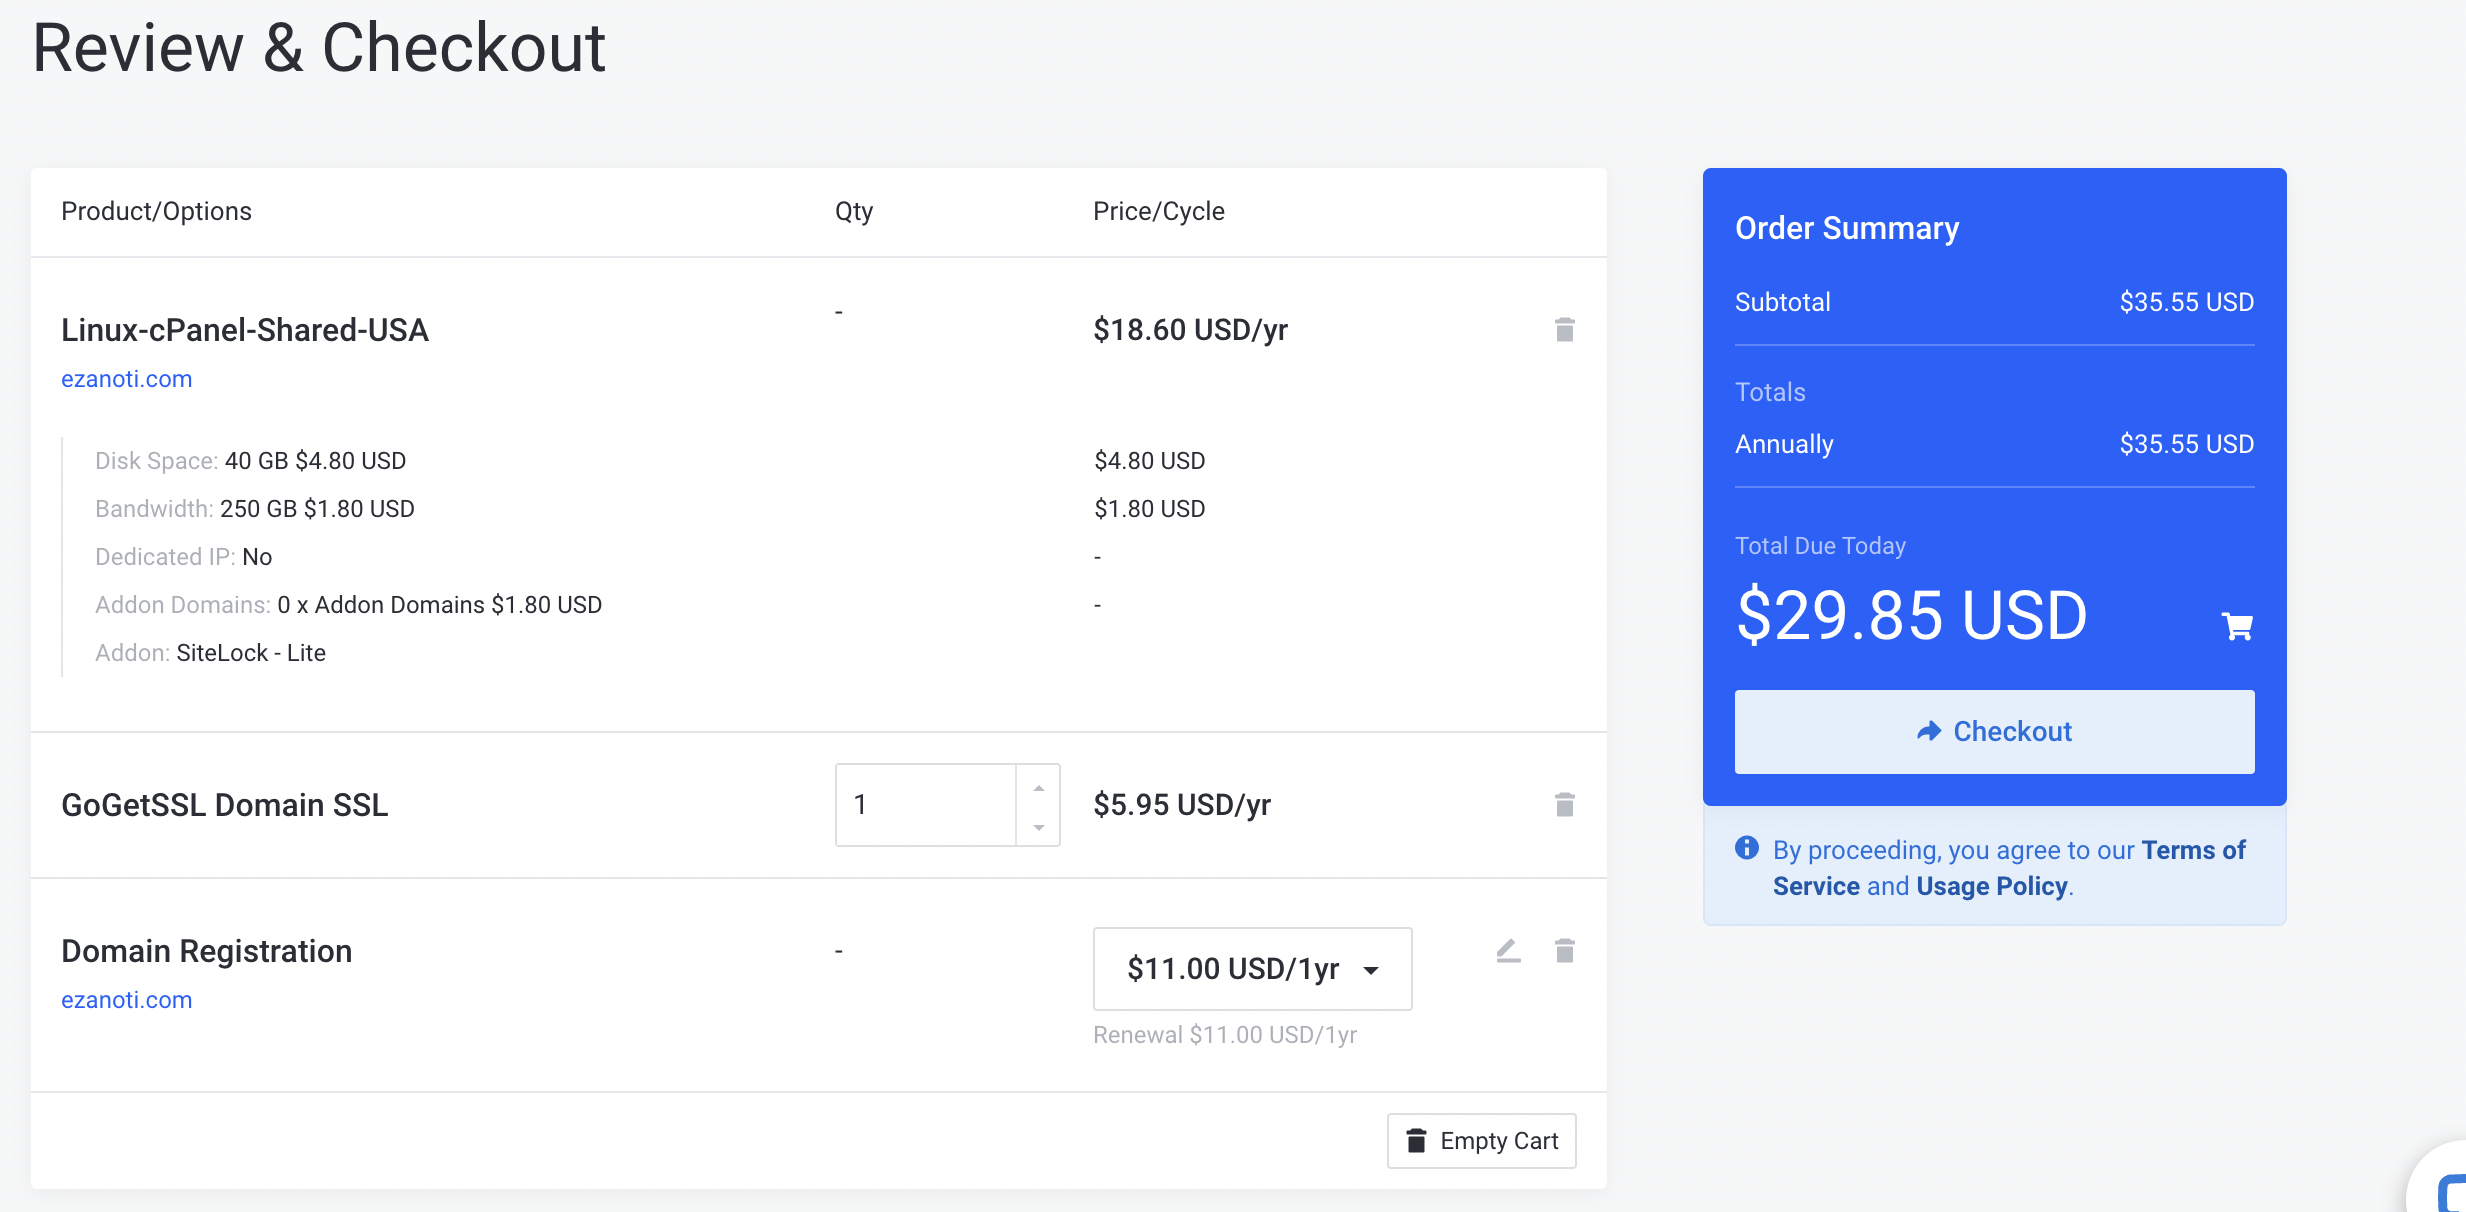 Review & Checkout
Product/Options Qty Price/Cycle
Linux-cPanel-Shared-USA - $18.60 USD/yr
ezanoti.com
Disk Space: 40 GB $4.80 USD $4.80 USD
Bandwidth: 250 GB $1.80 USD $1.80 USD
Dedicated IP: No -
Addon Domains: 0 x Addon Domains $1.80 USD -
Addon: SiteLock - Lite
GoGetSSL Domain SSL 1 $5.95 USD/yr
Domain Registration - $11.00 USD/1yr
ezanoti.com
Renewal $11.00 USD/1yr
Empty Cart
Order Summary
Subtotal $35.55 USD
Totals
Annually $35.55 USD
Total Due Today
$29.85 USD
Checkout
By proceeding, you agree to our Terms of
Service and Usage Policy.